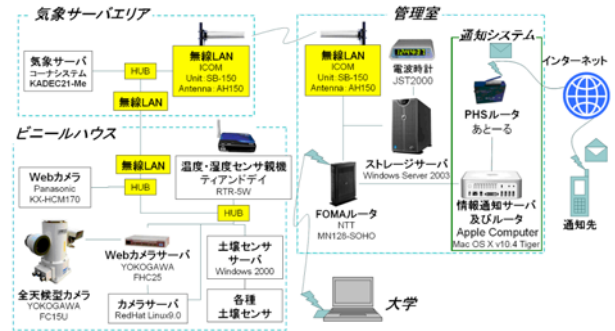 気象サーバエリア
気象サーバ
コーナシステム
KADEC21-Me
HUB
無線LAN
ICOM
Unit :SB-150
Antenna : AH150
無線LAN
ビニールハウス
無線LAN
HUB
Webカメラ
Panasonic
KX-HCM170
温度・湿度センサ親機
ティアンドデイ
RTR-5W
HUB
Webカメラサーバ
YOKOGAWA
FHC25
全天候型カメラ
YOKOGAWA
FC15U
カメラサーバ
RedHat Linux9.0
土壌センサ
サーバ
Windows 2000
各種
土壌センサ
管理室
無線LAN
ICOM
Unit :SB-150
Antenna : AH150
電波時計
JST2000
ストレージサーバ
Windows Server 2003
FOMAルータ
NTT
MN128-SOHO
通知システム
PHSルータ
あとーる
情報通知サーバ
及びルータ
Apple Computer
Mac OS X v10.4 Tiger
インターネット
通知先
大学